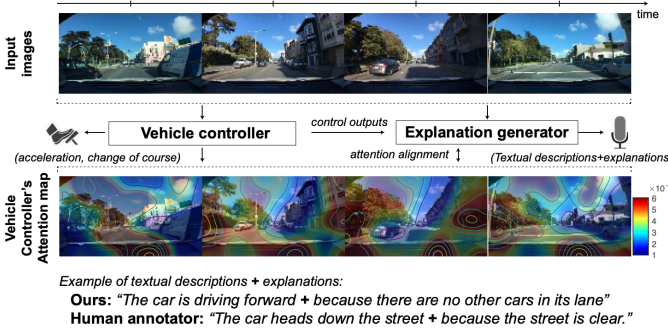 time
Input
images
Vehicle controller
control outputs
Explanation generator
(acceleration, change of course)
attention alignment
(Textual descriptions+explanations
Vehicle
Controller's
Attention map
×10⁻
6
5
4
3
2
1
Example of textual descriptions + explanations:
Ours: “The car is driving forward + because there are no other cars in its lane”
Human annotator: “The car heads down the street + because the street is clear.”